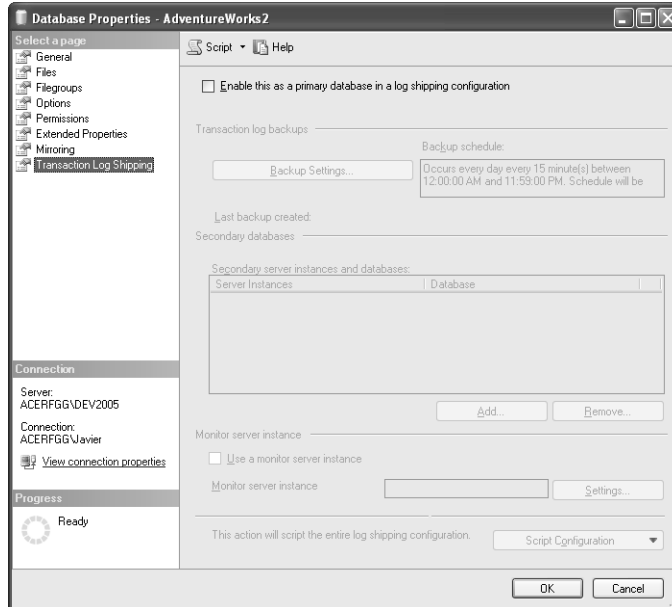 Database Properties - AdventureWorks2
Select a page
General
Files
Filegroups
Options
Permissions
Extended Properties
Mirroring
Transaction Log Shipping
Connection
Server:
ACERFGG\DEV2005
Connection:
ACERFGG\Javier
View connection properties
Progress
Ready
Script
Help
Enable this as a primary database in a log shipping configuration
Transaction log backups
Backup schedule:
Backup Settings...
Occurs every day every 15 minute(s) between
12:00:00 AM and 11:59:00 PM. Schedule will be
Last backup created:
Secondary databases
Secondary server instances and databases:
Server Instances
Database
Add...
Remove...
Monitor server instance
Use a monitor server instance
Monitor server instance
Settings...
This action will script the entire log shipping configuration.
Script Configuration
OK
Cancel